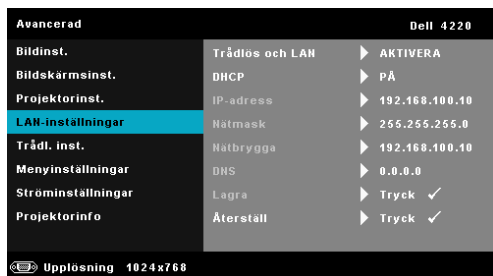 Avancerad Dell 4220
Bildinst. Trådlös och LAN AKTIVERA
Bildskärmsinst. DHCP PÅ
Projektorinst. IP-adress 192.168.100.10
LAN-inställningar Nätmask 255.255.255.0
Trådl. inst. Nätbrygga 192.168.100.10
Menyinställningar DNS 0.0.0.0
Ströminställningar Lagra Tryck ✓
Projektorinfo Återställ Tryck ✓
Upplösning 1024x768